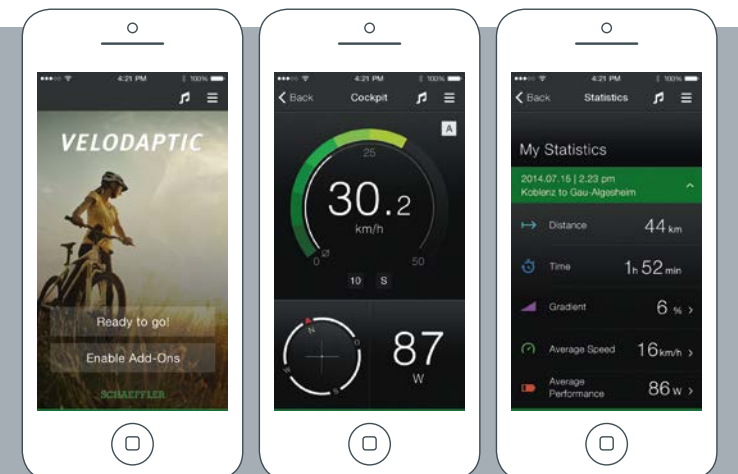 4:21 PM
100%
VELODAPTIC
Ready to go!
Enable Add-Ons
SCHAEFFLER
4:21 PM
100%
Back
Cockpit
A
25
30.2
km/h
Ø
0
50
10
S
N
O
S
W
87
W
4:21 PM
100%
Back
Statistics
My Statistics
2014.07.15 | 2.23 pm
Koblenz to Gau-Algesheim
Distance
44 km
Time
1h 52 min
Gradient
6 %
Average Speed
16 km/h
Average
Performance
86 W